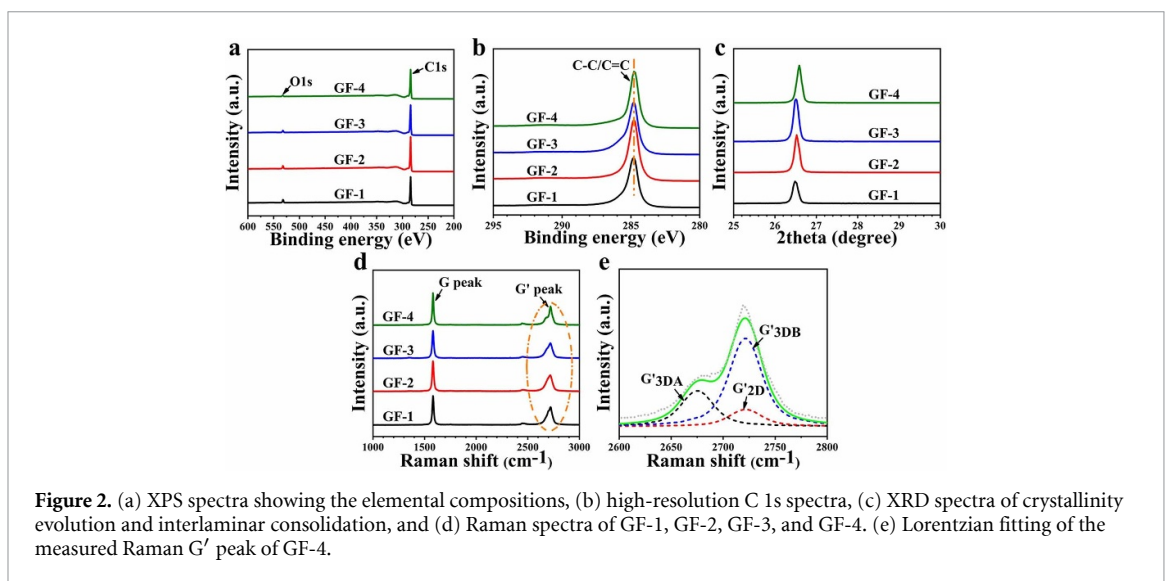 a
O1s
C1s
GF-4
GF-3
GF-2
GF-1
Intensity (a.u.)
600 550 500 450 400 350 300 250 200
Binding energy (eV)
b
C-C/C=C
GF-4
GF-3
GF-2
GF-1
Intensity (a.u.)
295 290 285 280
Binding energy (eV)
c
GF-4
GF-3
GF-2
GF-1
Intensity (a.u.)
25 26 27 28 29 30
2theta (degree)
d
G peak
G' peak
GF-4
GF-3
GF-2
GF-1
Intensity (a.u.)
1000 1500 2000 2500 3000
Raman shift (cm-1)
e
G'3DB
G'3DA
G'2D
Intensity (a.u.)
2600 2650 2700 2750 2800
Raman shift (cm-1)
Figure 2. (a) XPS spectra showing the elemental compositions, (b) high-resolution C 1s spectra, (c) XRD spectra of crystallinity
evolution and interlaminar consolidation, and (d) Raman spectra of GF-1, GF-2, GF-3, and GF-4. (e) Lorentzian fitting of the
measured Raman G′ peak of GF-4.